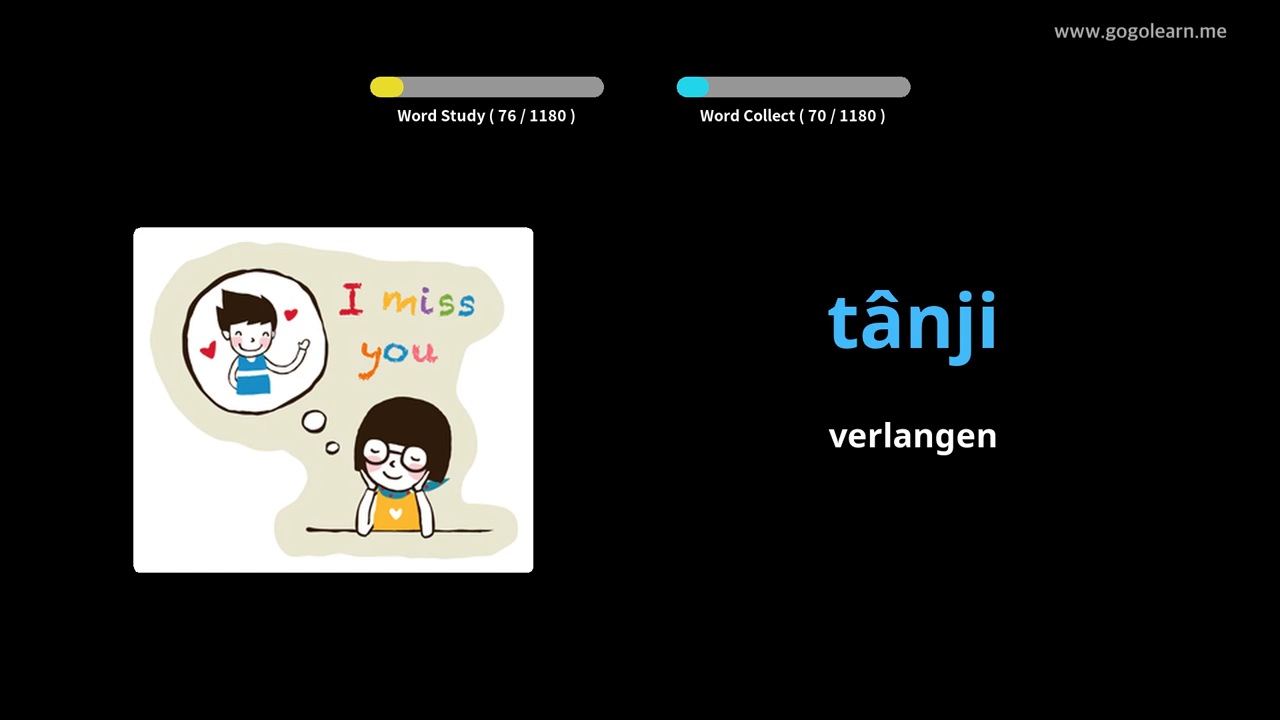 www.gogolearn.me
Word Study ( 76 / 1180 )
Word Collect ( 70 / 1180 )
I miss
you
tânji
verlangen